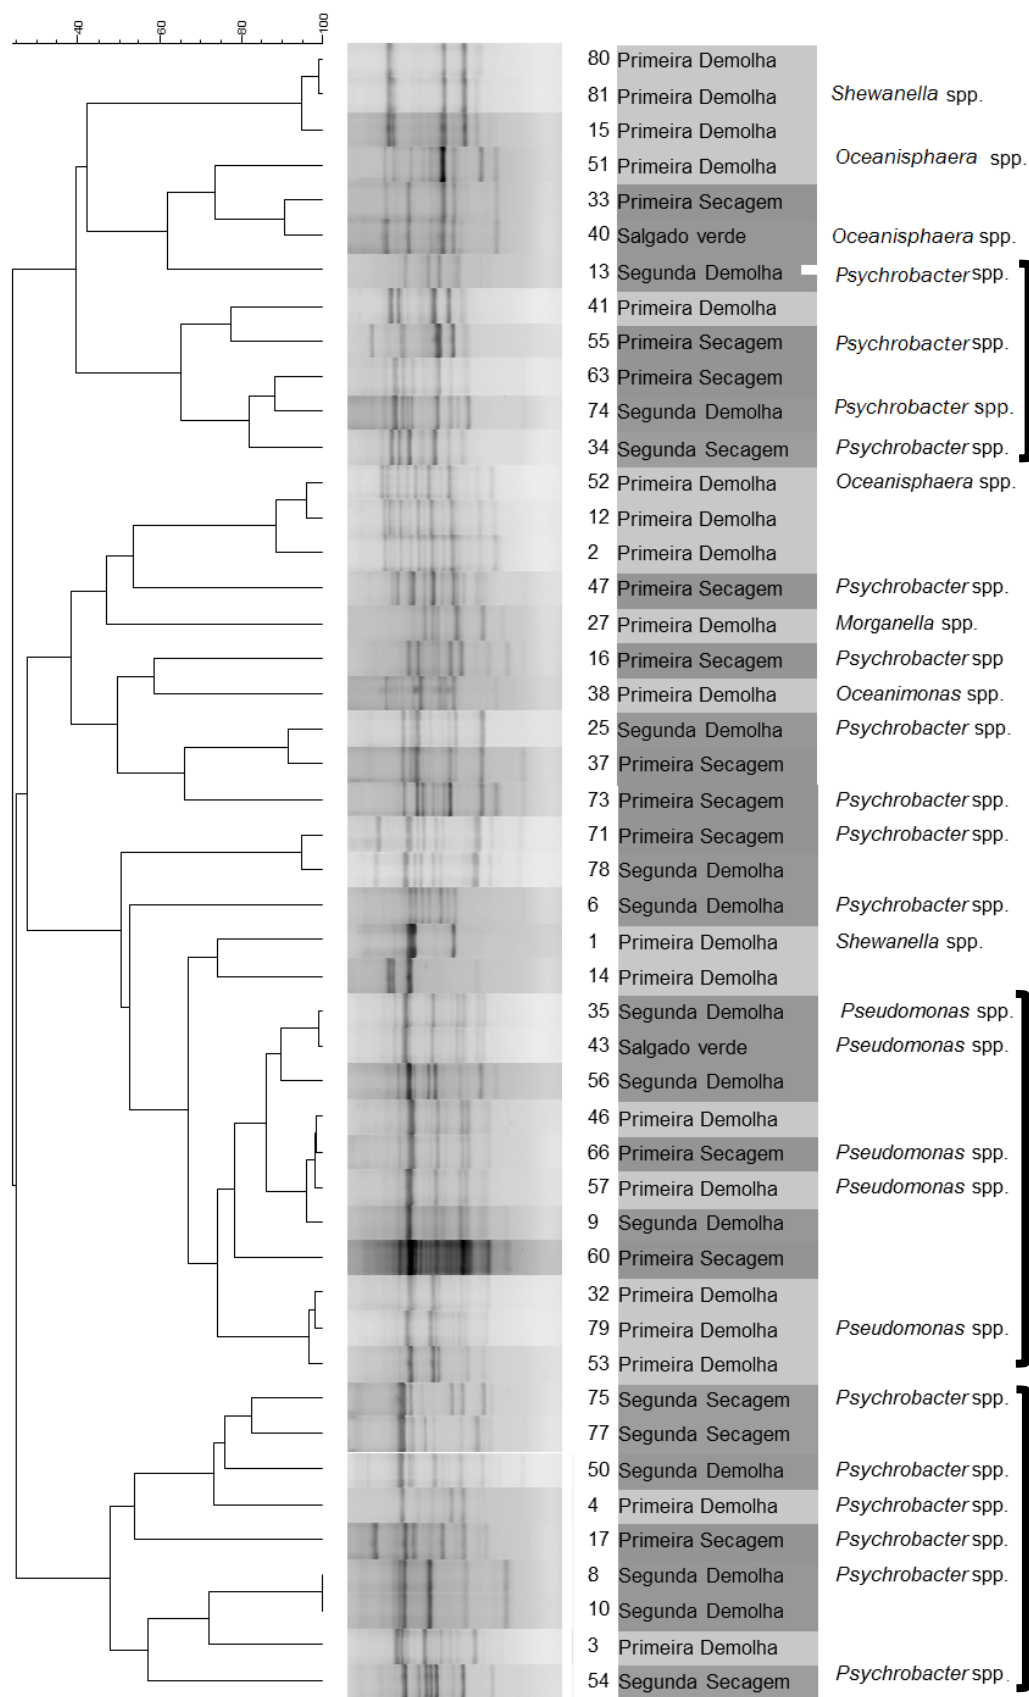 40 60 80 100
80 Primeira Demolha
81 Primeira Demolha Shewanella spp.
15 Primeira Demolha
51 Primeira Demolha Oceanisphaera spp.
33 Primeira Secagem
40 Salgado verde Oceanisphaera spp.
13 Segunda Demolha Psychrobacter spp.
41 Primeira Demolha
55 Primeira Secagem Psychrobacter spp.
63 Primeira Secagem
74 Segunda Demolha Psychrobacter spp.
34 Segunda Secagem Psychrobacter spp.
52 Primeira Demolha Oceanisphaera spp.
12 Primeira Demolha
2 Primeira Demolha
47 Primeira Secagem Psychrobacter spp.
27 Primeira Demolha Morganella spp.
16 Primeira Secagem Psychrobacter spp
38 Primeira Demolha Oceanimonas spp.
25 Segunda Demolha Psychrobacter spp.
37 Primeira Secagem
73 Primeira Secagem Psychrobacter spp.
71 Primeira Secagem Psychrobacter spp.
78 Segunda Demolha
6 Segunda Demolha Psychrobacter spp.
1 Primeira Demolha Shewanella spp.
14 Primeira Demolha
35 Segunda Demolha Pseudomonas spp.
43 Salgado verde Pseudomonas spp.
56 Segunda Demolha
46 Primeira Demolha
66 Primeira Secagem Pseudomonas spp.
57 Primeira Demolha Pseudomonas spp.
9 Segunda Demolha
60 Primeira Secagem
32 Primeira Demolha
79 Primeira Demolha Pseudomonas spp.
53 Primeira Demolha
75 Segunda Secagem Psychrobacter spp.
77 Segunda Secagem
50 Segunda Demolha Psychrobacter spp.
4 Primeira Demolha Psychrobacter spp.
17 Primeira Secagem Psychrobacter spp.
8 Segunda Demolha Psychrobacter spp.
10 Segunda Demolha
3 Primeira Demolha
54 Segunda Secagem Psychrobacter spp.